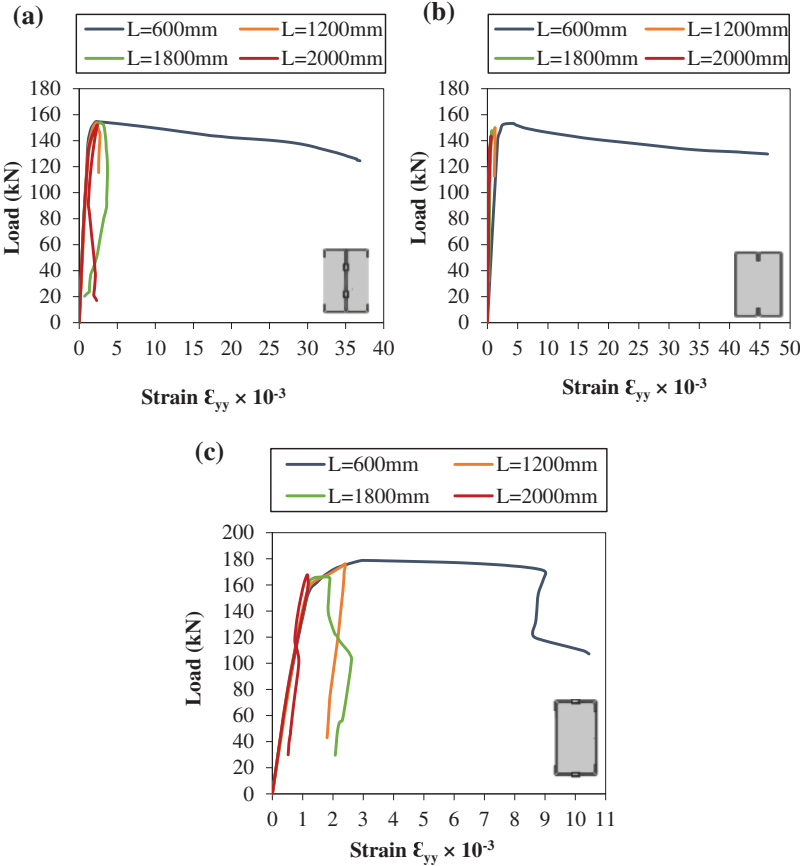 (a)
L=600mm L=1200mm
L=1800mm L=2000mm
180
160
140
120
100
80
60
40
20
0
Load (kN)
0 5 10 15 20 25 30 35 40
Strain Ɛyy × 10-3
(b)
L=600mm L=1200mm
L=1800mm L=2000mm
180
160
140
120
100
80
60
40
20
0
Load (kN)
0 5 10 15 20 25 30 35 40 45 50
Strain Ɛyy × 10-3
(c)
L=600mm L=1200mm
L=1800mm L=2000mm
200
180
160
140
120
100
80
60
40
20
0
Load (kN)
0 1 2 3 4 5 6 7 8 9 10 11
Strain Ɛyy × 10-3